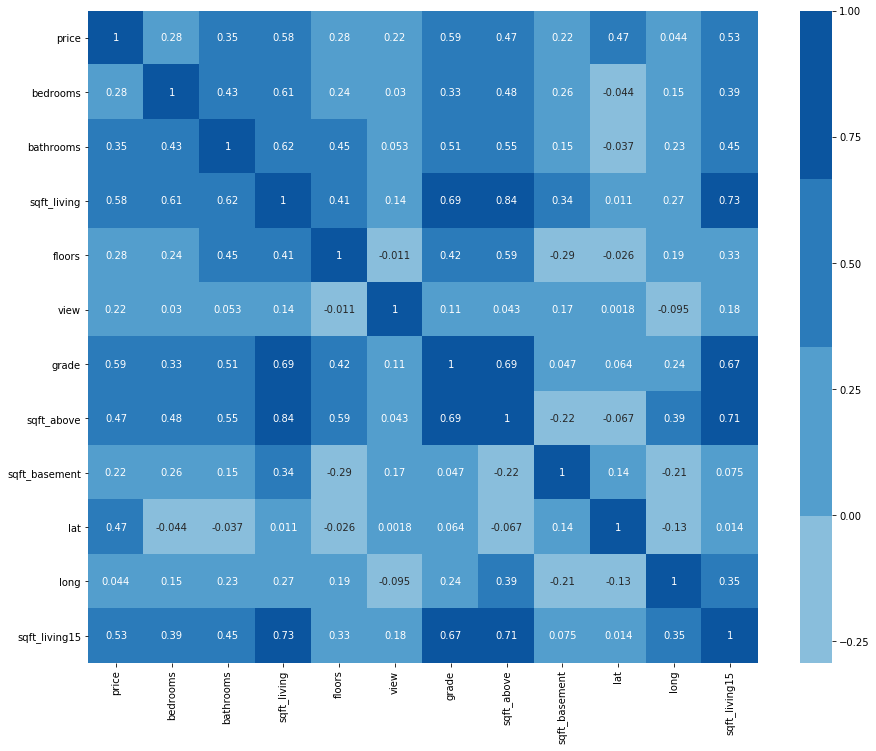 price 1 0.28 0.35 0.58 0.28 0.22 0.59 0.47 0.22 0.47 0.044 0.53
bedrooms 0.28 1 0.43 0.61 0.24 0.03 0.33 0.48 0.26 -0.044 0.15 0.39
bathrooms 0.35 0.43 1 0.62 0.45 0.053 0.51 0.55 0.15 -0.037 0.23 0.45
sqft_living 0.58 0.61 0.62 1 0.41 0.14 0.69 0.84 0.34 0.011 0.27 0.73
floors 0.28 0.24 0.45 0.41 1 -0.011 0.42 0.59 -0.29 -0.026 0.19 0.33
view 0.22 0.03 0.053 0.14 -0.011 1 0.11 0.043 0.17 0.0018 -0.095 0.18
grade 0.59 0.33 0.51 0.69 0.42 0.11 1 0.69 0.047 0.064 0.24 0.67
sqft_above 0.47 0.48 0.55 0.84 0.59 0.043 0.69 1 -0.22 -0.067 0.39 0.71
sqft_basement 0.22 0.26 0.15 0.34 -0.29 0.17 0.047 -0.22 1 0.14 -0.21 0.075
lat 0.47 -0.044 -0.037 0.011 -0.026 0.0018 0.064 -0.067 0.14 1 -0.13 0.014
long 0.044 0.15 0.23 0.27 0.19 -0.095 0.24 0.39 -0.21 -0.13 1 0.35
sqft_living15 0.53 0.39 0.45 0.73 0.33 0.18 0.67 0.71 0.075 0.014 0.35 1
price bedrooms bathrooms sqft_living floors view grade sqft_above sqft_basement lat long sqft_living15
1.00
0.75
0.50
0.25
0.00
−0.25